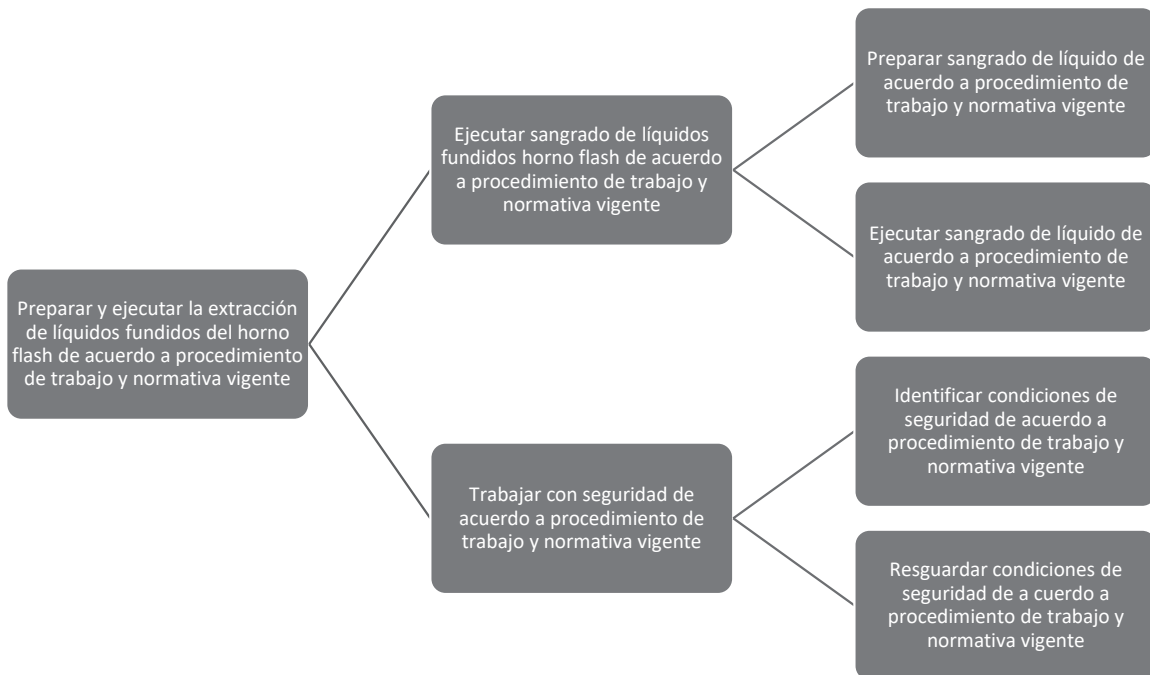 Preparar y ejecutar la extracción
de líquidos fundidos del horno
flash de acuerdo a procedimiento
de trabajo y normativa vigente
Ejecutar sangrado de líquidos
fundidos horno flash de acuerdo
a procedimiento de trabajo y
normativa vigente
Preparar sangrado de líquido de
acuerdo a procedimiento de
trabajo y normativa vigente
Ejecutar sangrado de líquido de
acuerdo a procedimiento de
trabajo y normativa vigente
Trabajar con seguridad de
acuerdo a procedimiento de
trabajo y normativa vigente
Identificar condiciones de
seguridad de acuerdo a
procedimiento de trabajo y
normativa vigente
Resguardar condiciones de
seguridad de a cuerdo a
procedimiento de trabajo y
normativa vigente